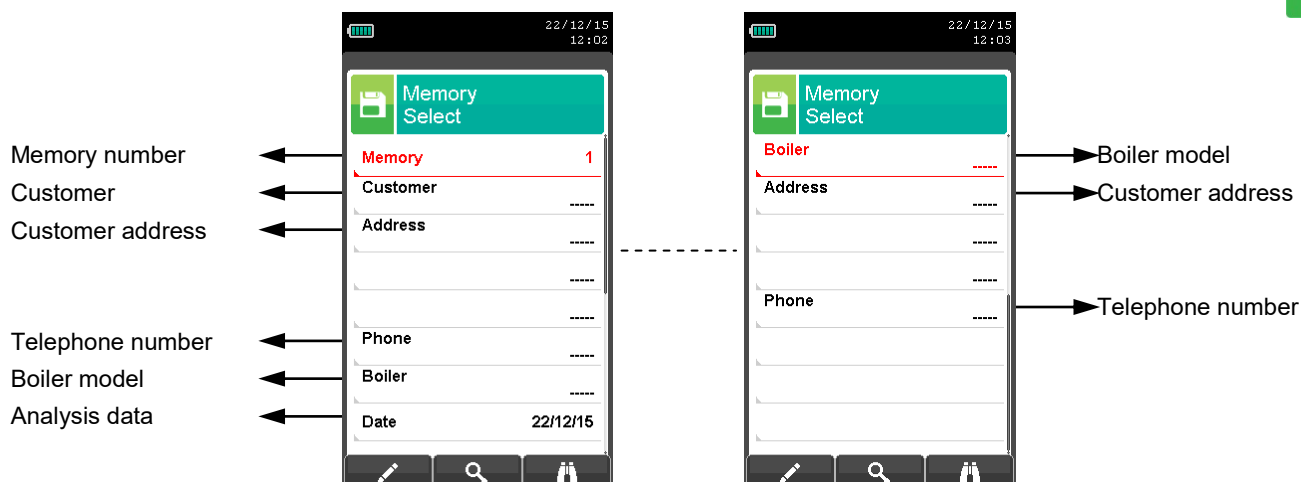 22/12/15
12:02
Memory
Select
Memory number
Memory 1
Customer
Customer
-----
Customer address
Address
-----
-----
-----
Telephone number
Phone
-----
Boiler model
Boiler
-----
Analysis data
Date 22/12/15
22/12/15
12:03
Memory
Select
Boiler
-----
Boiler model
Address
-----
Customer address
-----
-----
Phone
-----
Telephone number